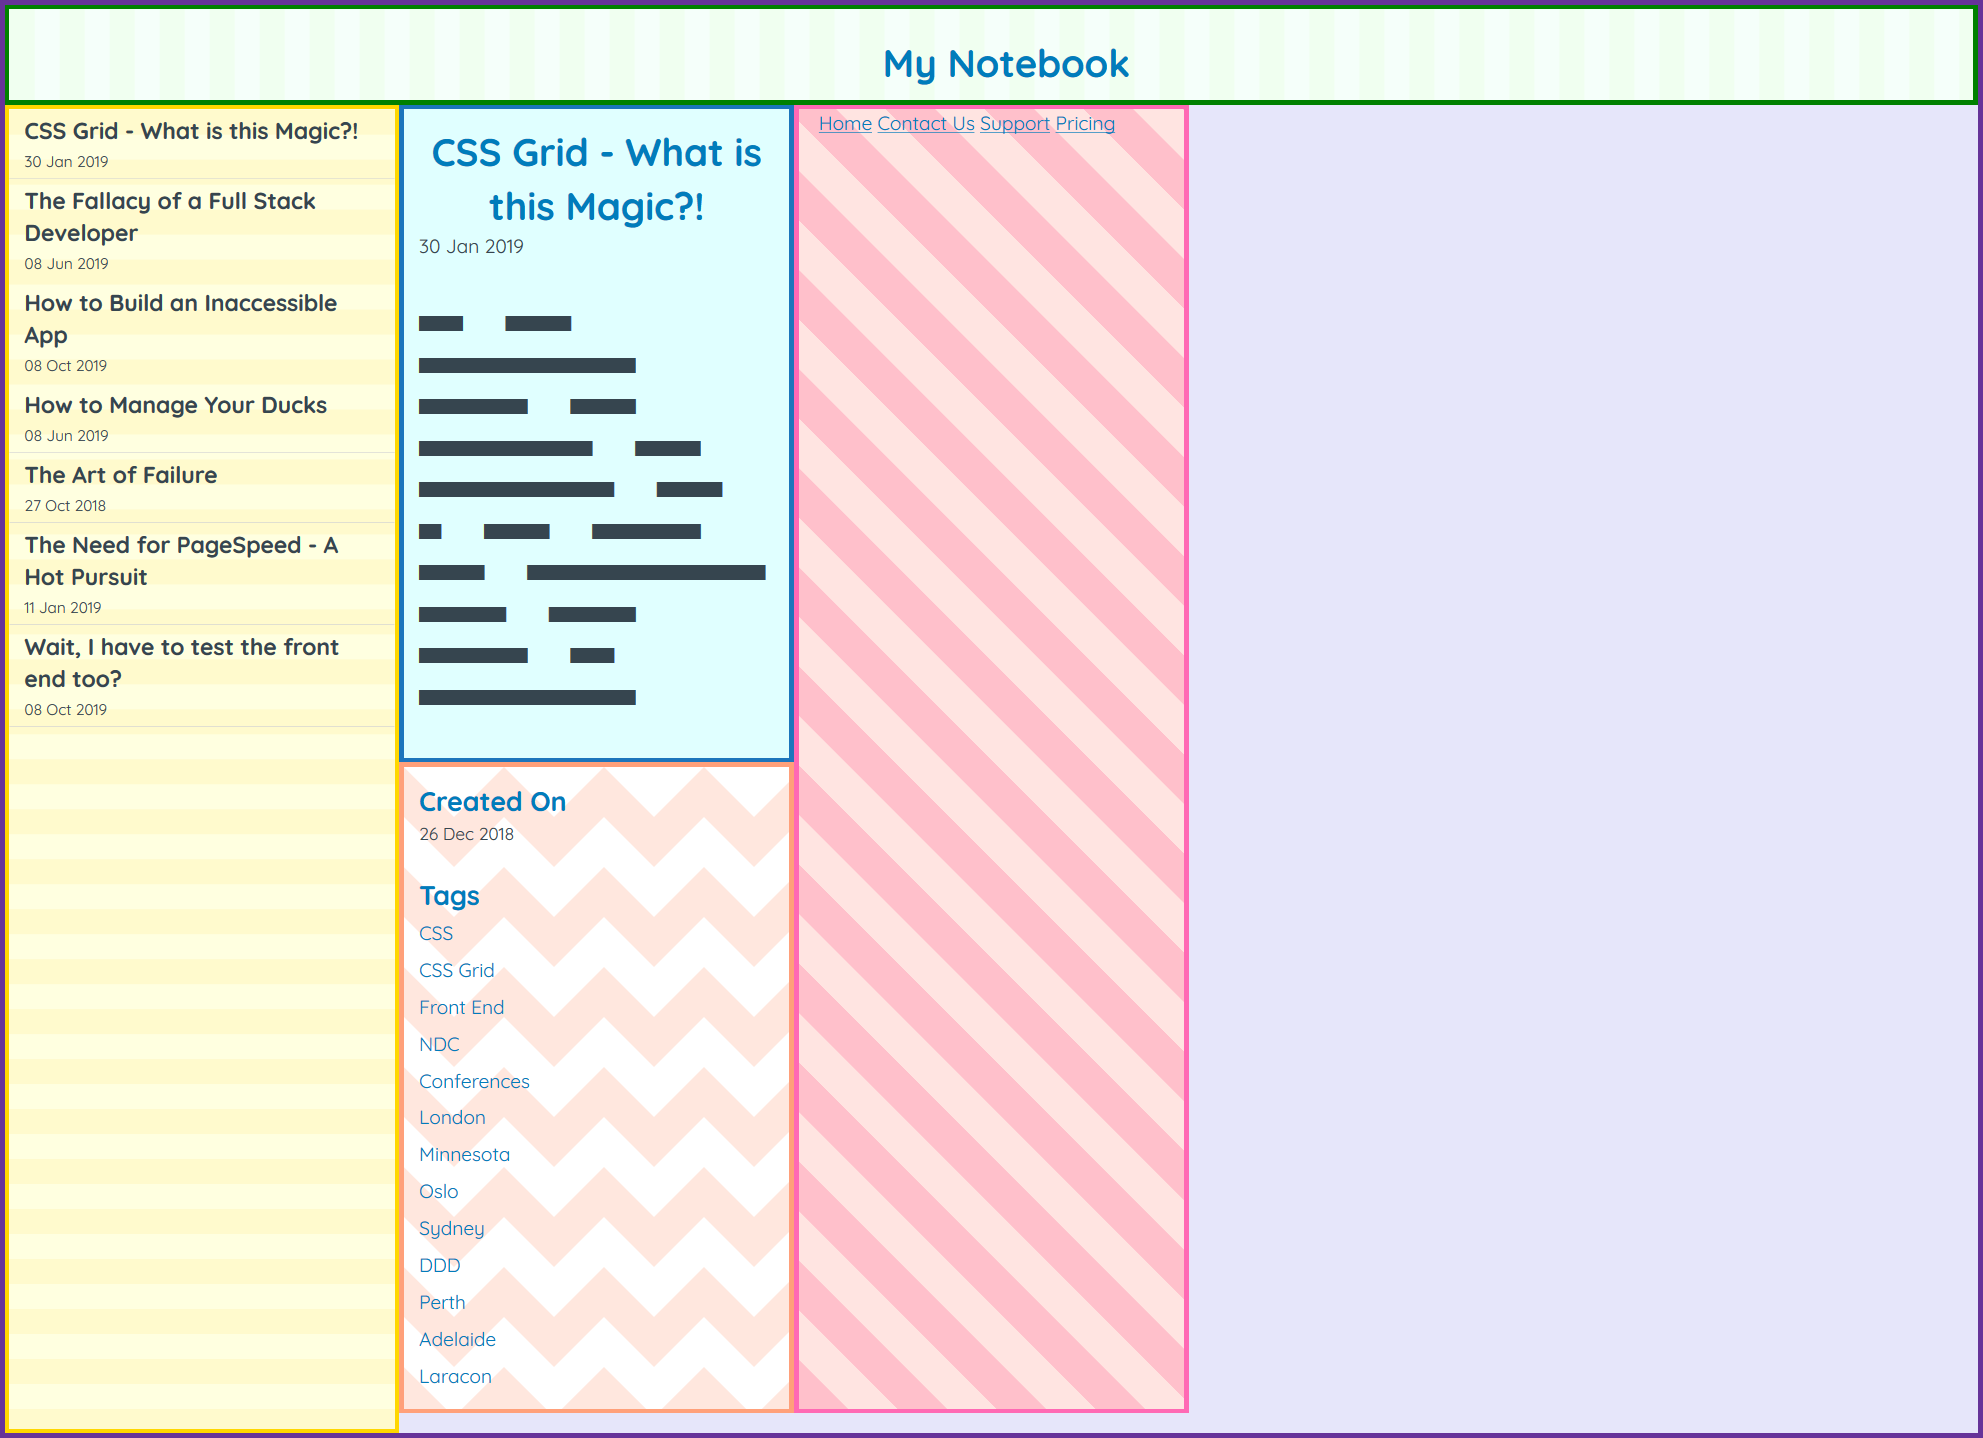 My Notebook
CSS Grid - What is this Magic?!
30 Jan 2019
The Fallacy of a Full Stack
Developer
08 Jun 2019
How to Build an Inaccessible
App
08 Oct 2019
How to Manage Your Ducks
08 Jun 2019
The Art of Failure
27 Oct 2018
The Need for PageSpeed - A
Hot Pursuit
11 Jan 2019
Wait, I have to test the front
end too?
08 Oct 2019
CSS Grid - What is
this Magic?!
30 Jan 2019
Created On
26 Dec 2018
Tags
CSS
CSS Grid
Front End
NDC
Conferences
London
Minnesota
Oslo
Sydney
DDD
Perth
Adelaide
Laracon
Home Contact Us Support Pricing